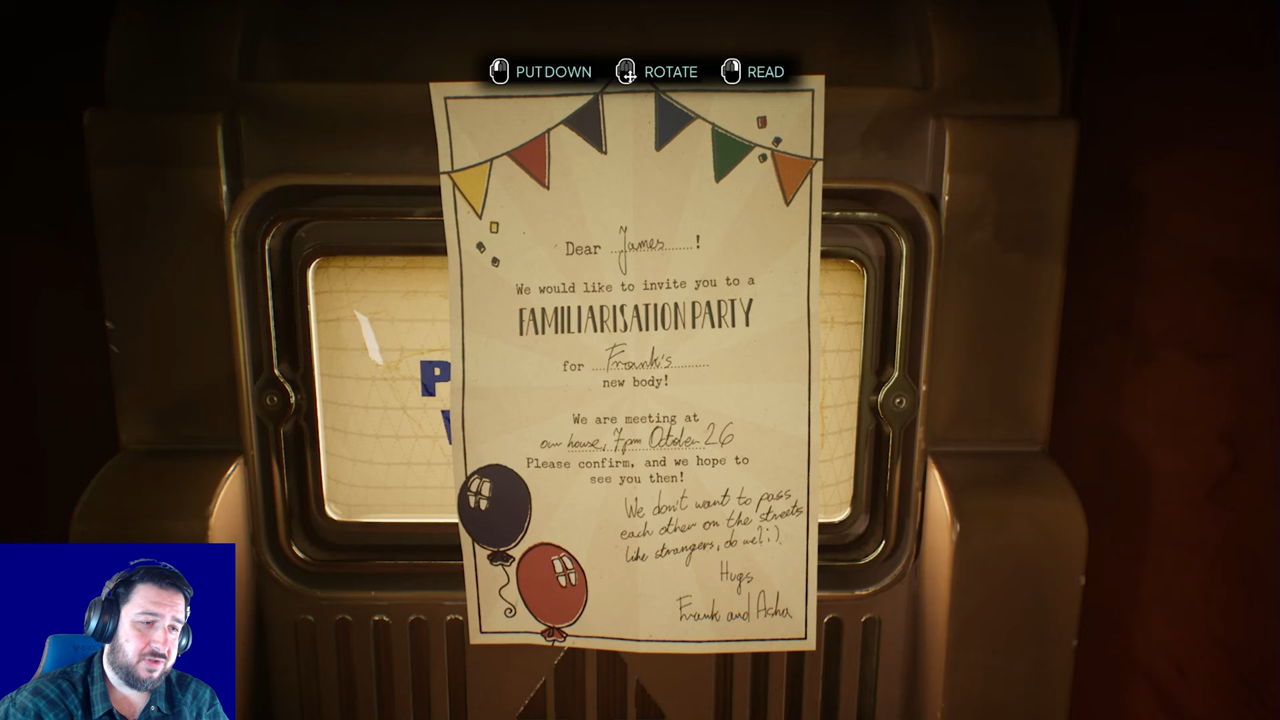 PUT DOWN ROTATE READ
Dear James !
We would like to invite you to a
FAMILIARISATION PARTY
for Frank's
new body!
We are meeting at
our house, 7pm October 26
Please confirm, and we hope to
see you then!
We don't want to pass
each other on the streets
like strangers, do we? :)
Hugs
Frank and Asha
P